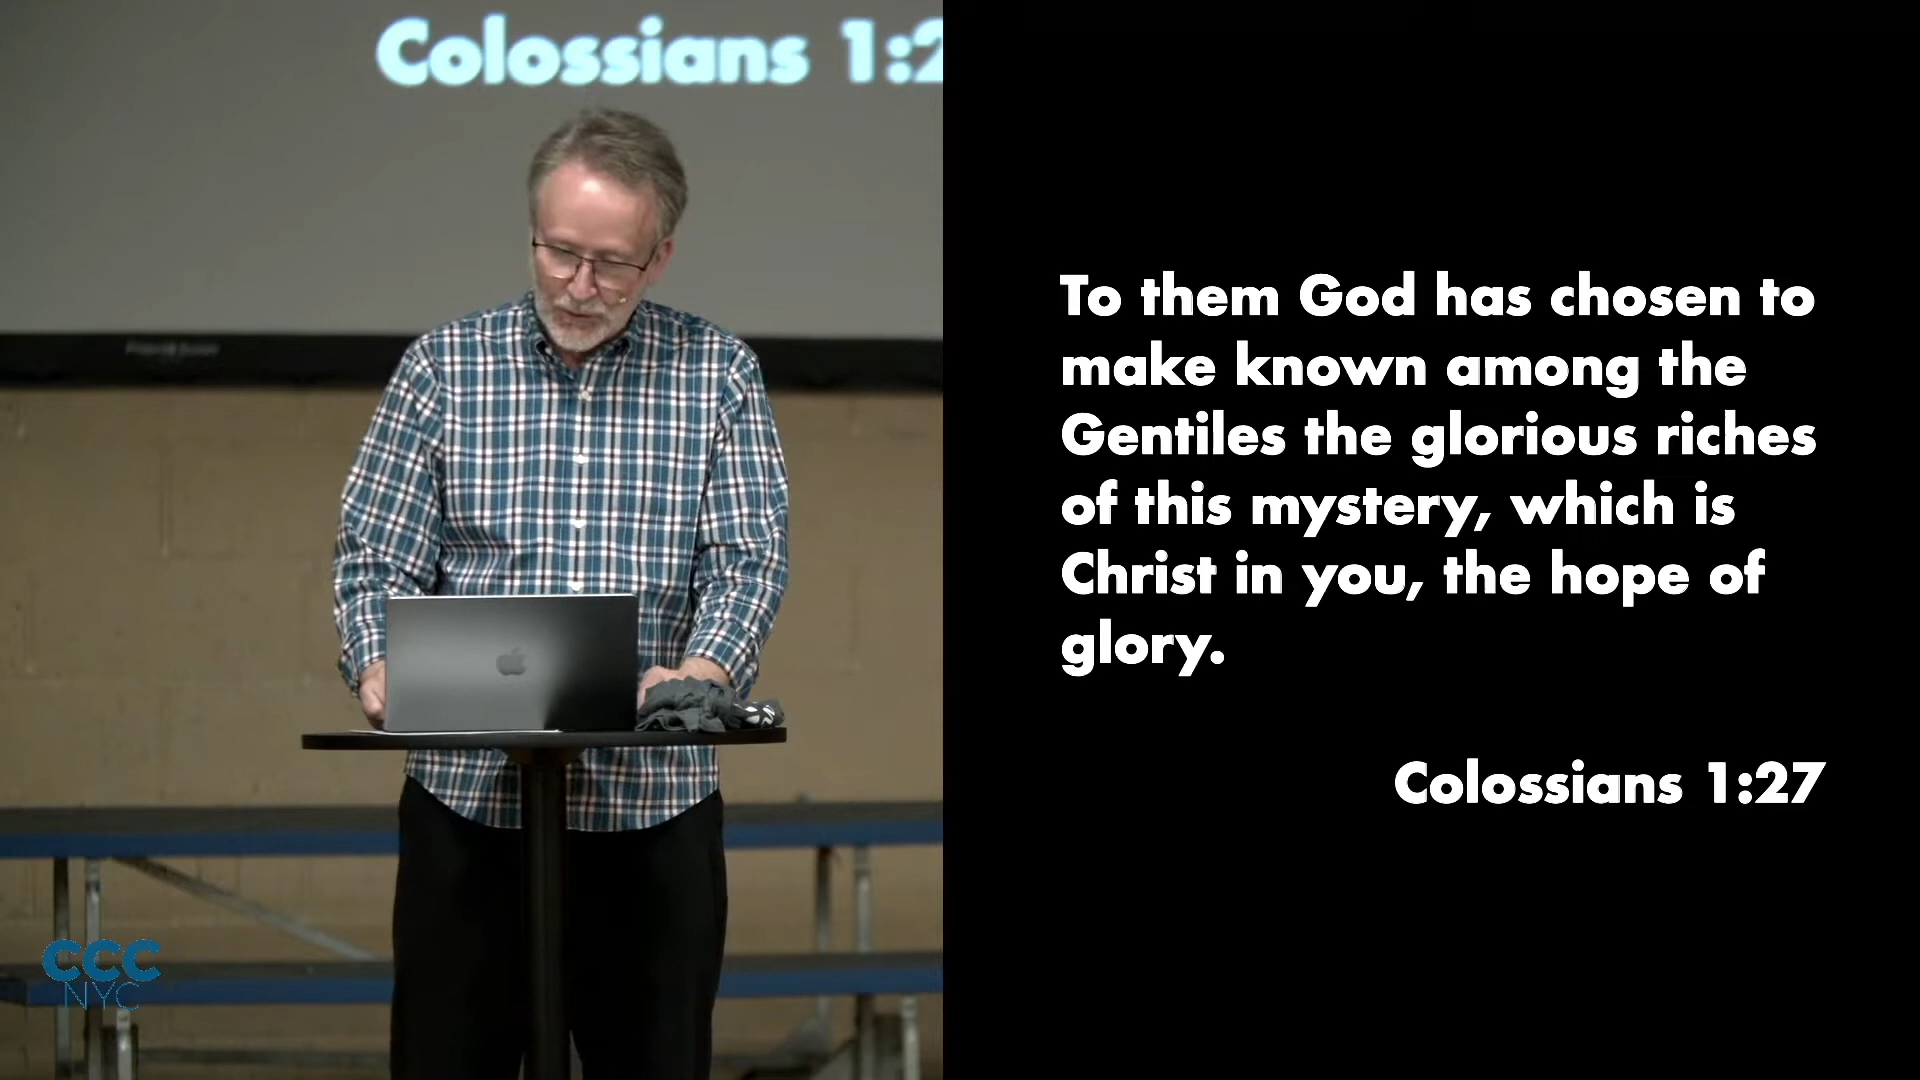 Colossians 1:2
To them God has chosen to
make known among the
Gentiles the glorious riches
of this mystery, which is
Christ in you, the hope of
glory.
Colossians 1:27
CCC
NYC